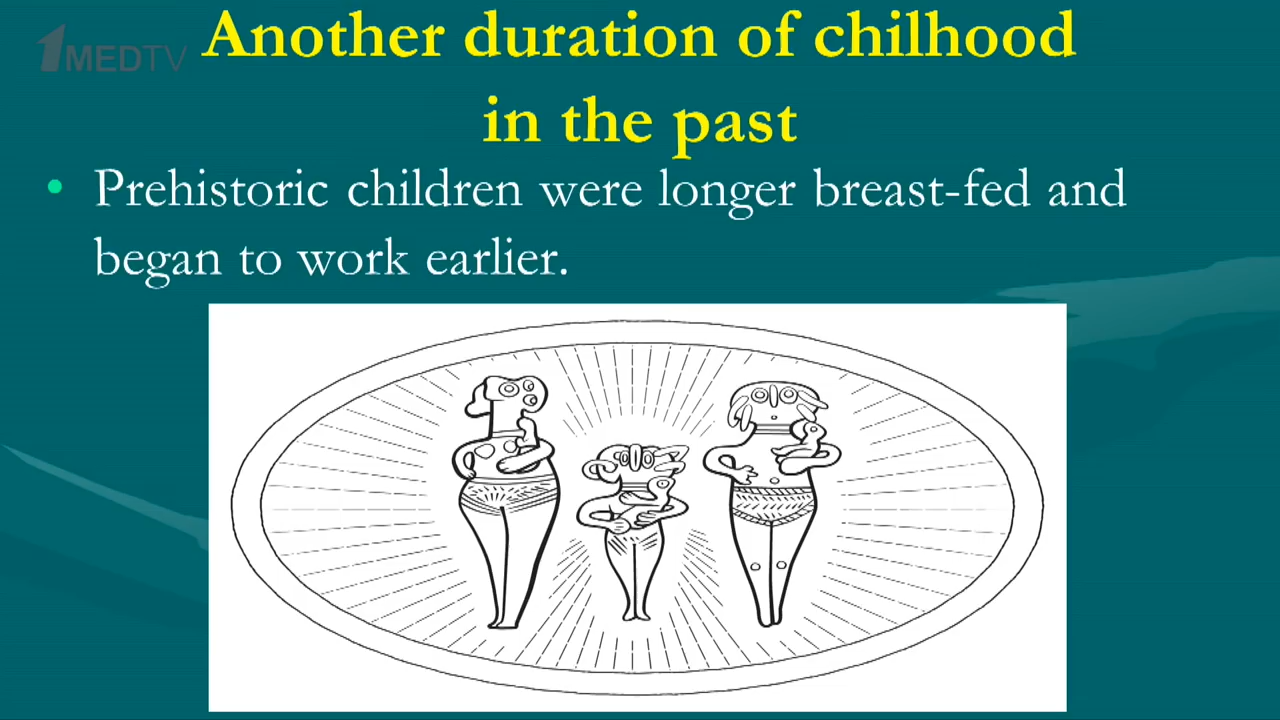 1MEDTV
Another duration of chilhood
in the past
• Prehistoric children were longer breast-fed and
began to work earlier.